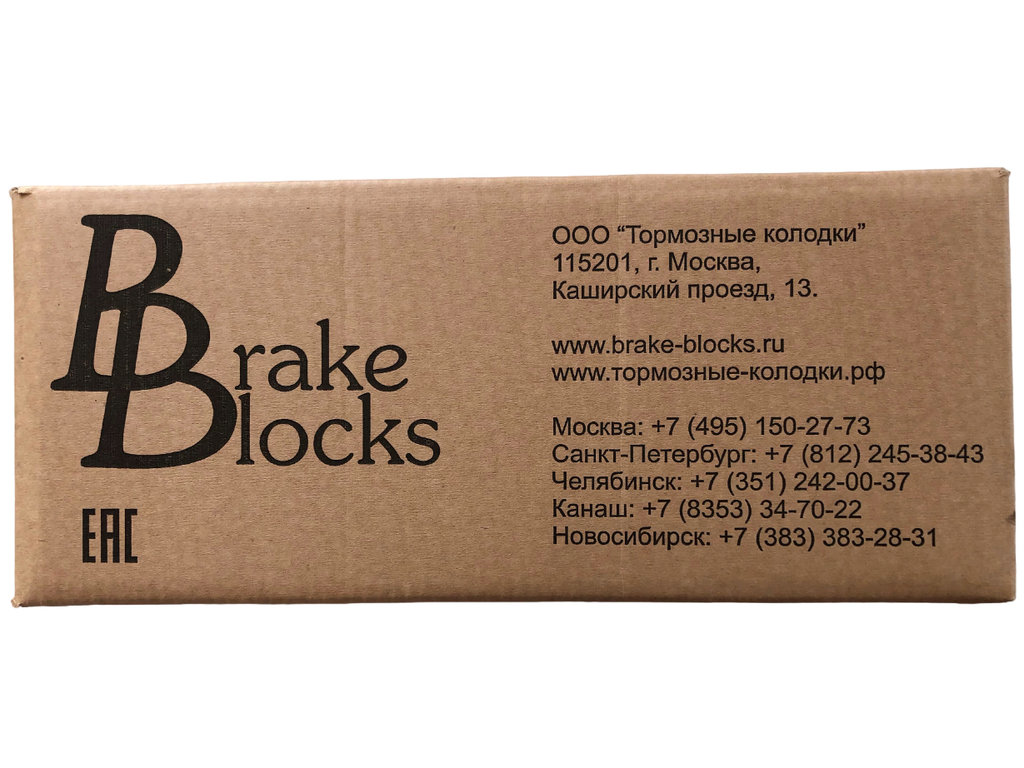 Brake
Blocks
EAC
ООО “Тормозные колодки”
115201, г. Москва,
Каширский проезд, 13.
www.brake-blocks.ru
www.тормозные-колодки.рф
Москва: +7 (495) 150-27-73
Санкт-Петербург: +7 (812) 245-38-43
Челябинск: +7 (351) 242-00-37
Канаш: +7 (8353) 34-70-22
Новосибирск: +7 (383) 383-28-31